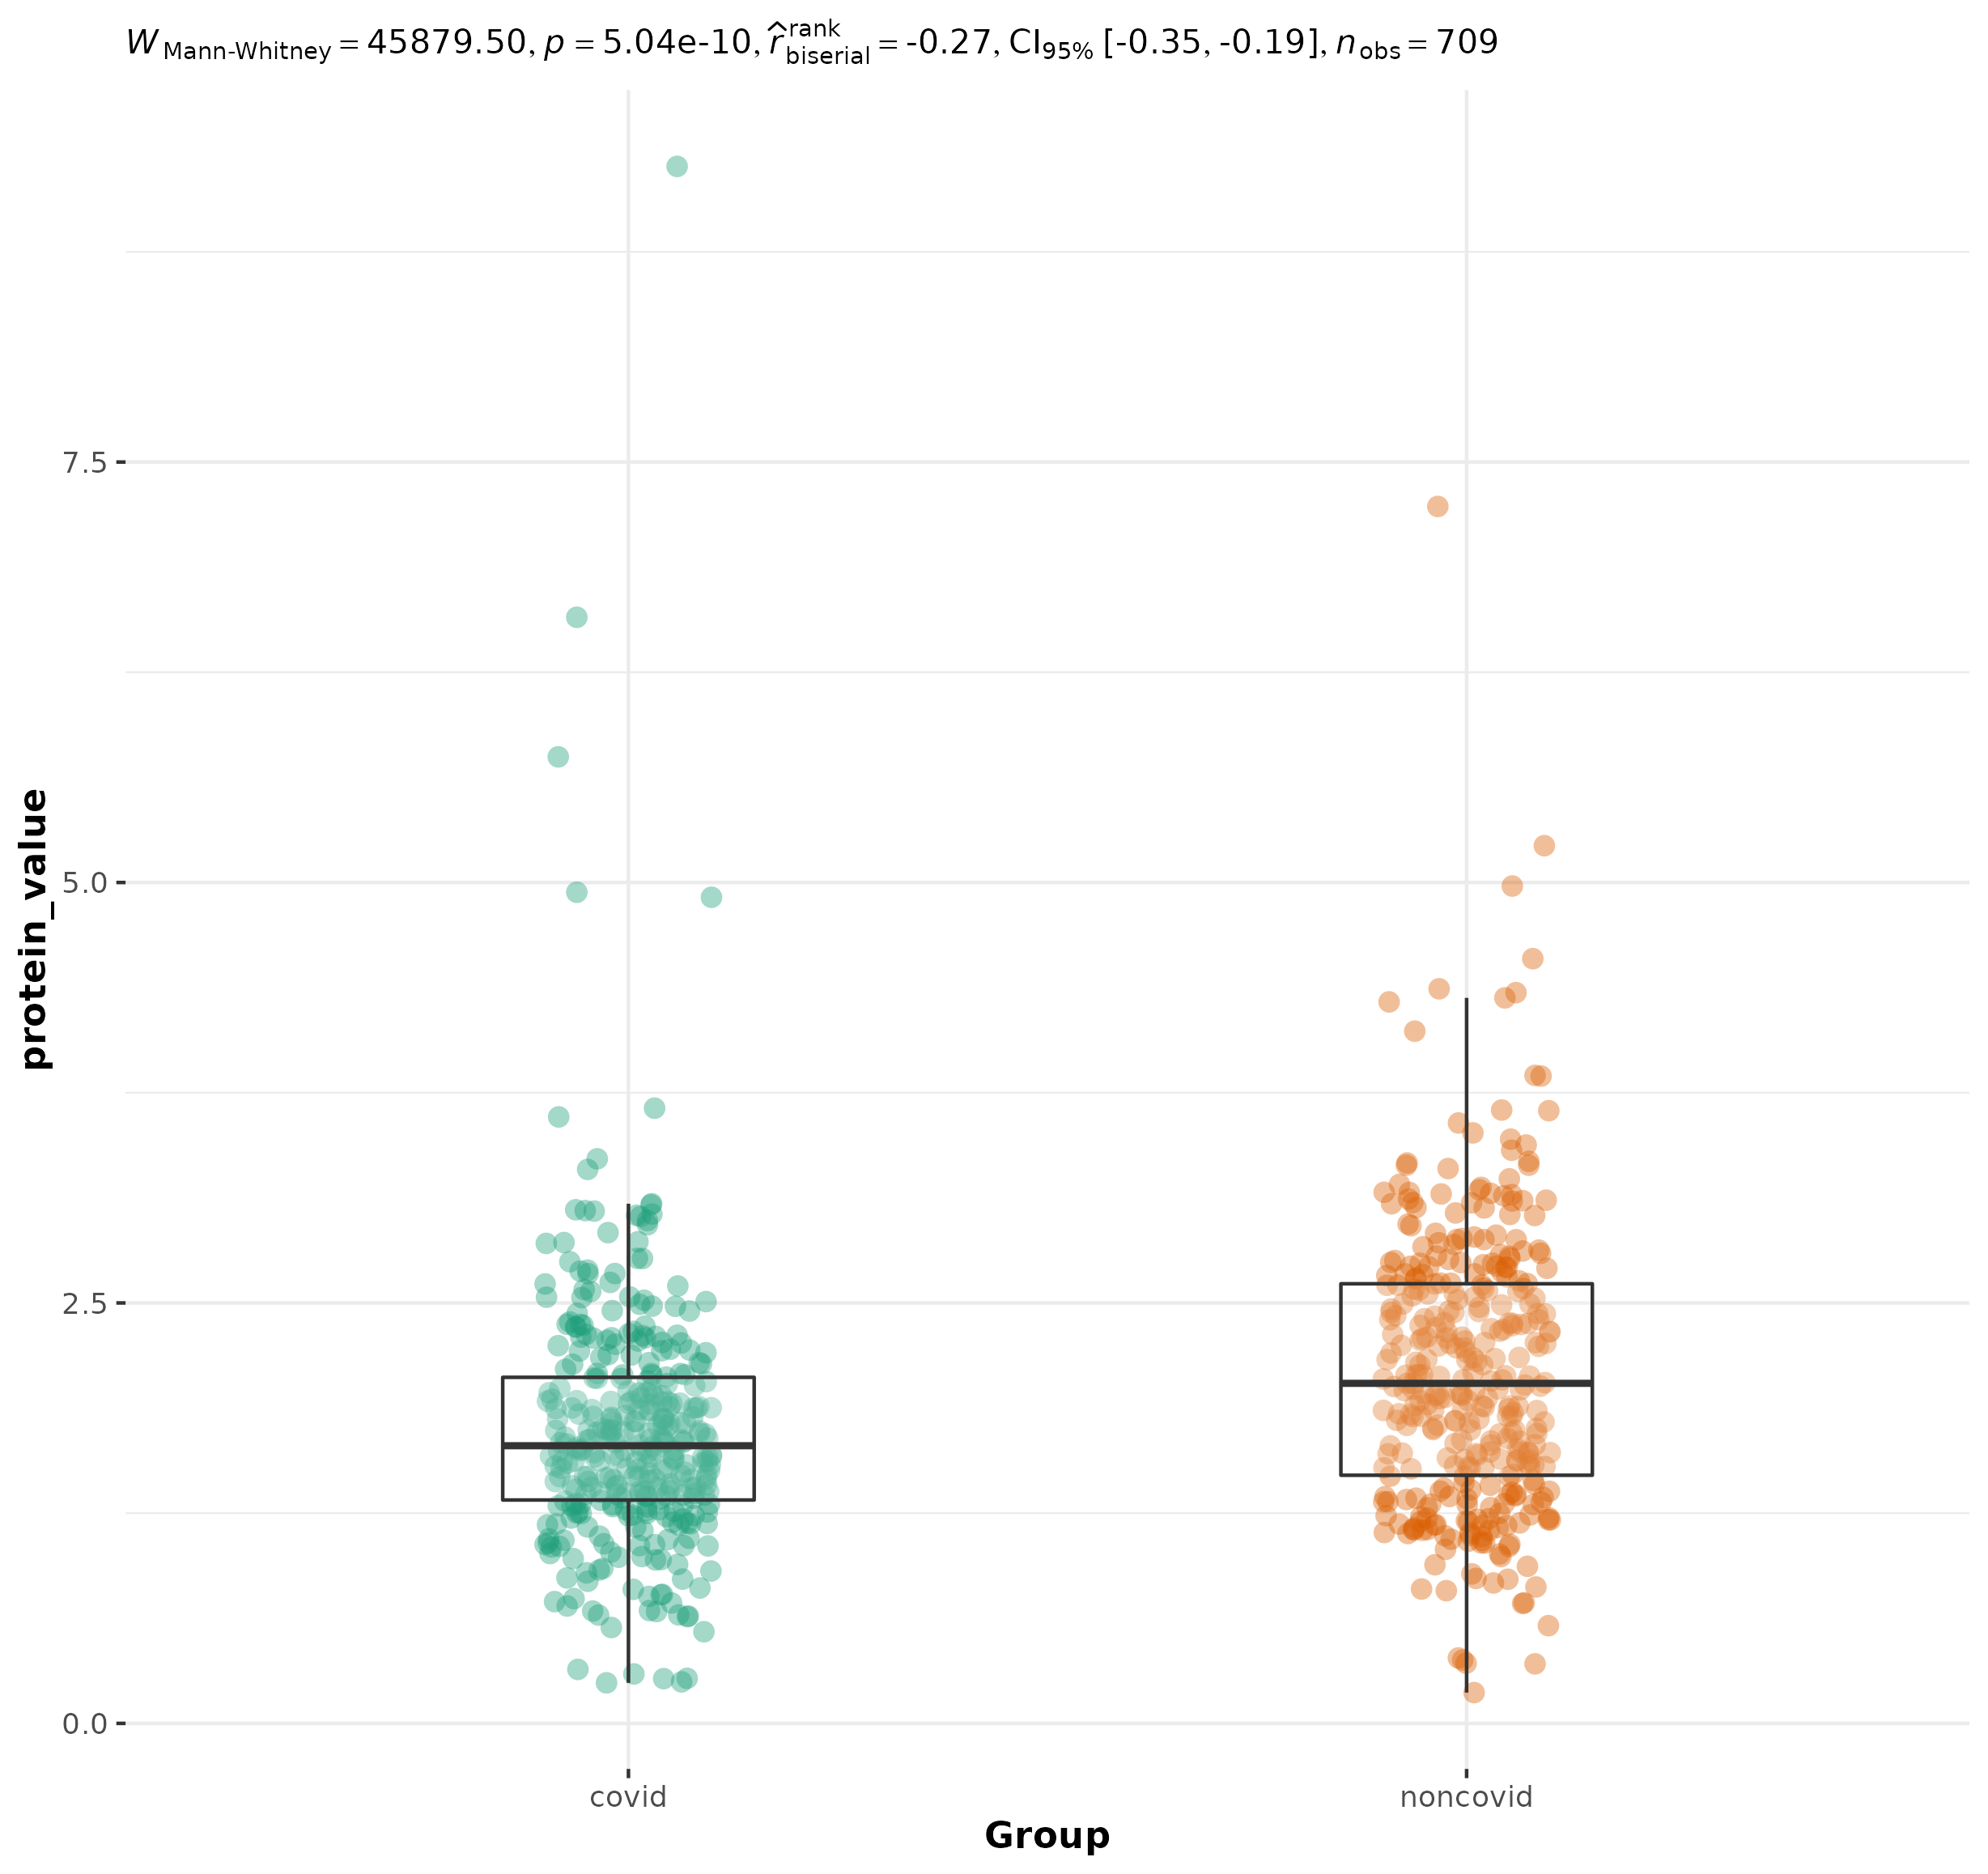 W Mann-Whitney = 45879.50, p = 5.04e-10, r̂ rank biserial = -0.27, CI95% [-0.35, -0.19], n obs = 709
7.5
5.0
2.5
0.0
protein_value
covid noncovid
Group